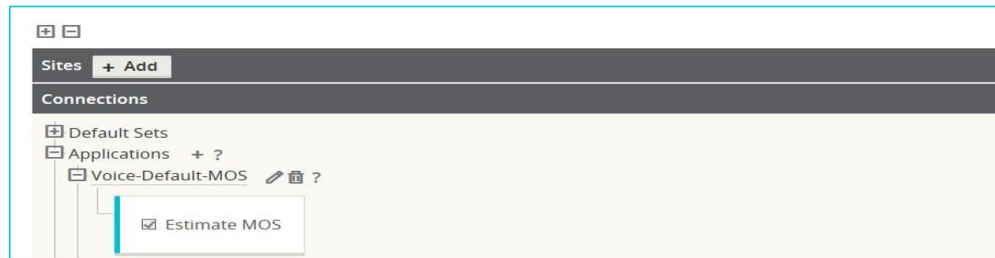 Sites + Add
Connections
Default Sets
Applications + ?
Voice-Default-MOS ?
Estimate MOS